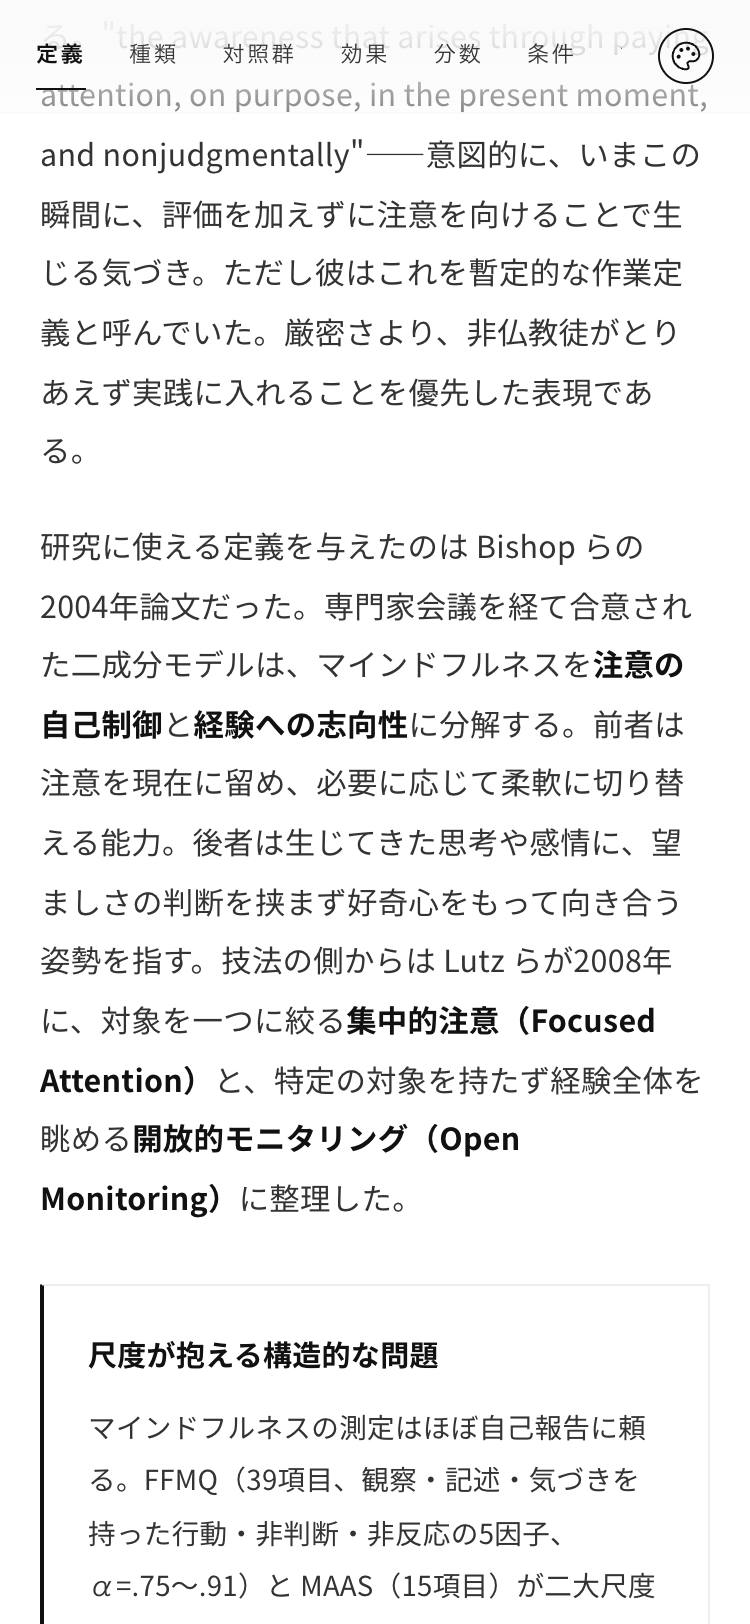 定義 種類 対照群 効果 分数 条件
る。"the awareness that arises through paying
attention, on purpose, in the present moment,
and nonjudgmentally"——意図的に、いまこの
瞬間に、評価を加えずに注意を向けることで生
じる気づき。ただし彼はこれを暫定的な作業定
義と呼んでいた。厳密さより、非仏教徒がとり
あえず実践に入れることを優先した表現であ
る。
研究に使える定義を与えたのは Bishop らの
2004年論文だった。専門家会議を経て合意され
た二成分モデルは、マインドフルネスを注意の
自己制御と経験への志向性に分解する。前者は
注意を現在に留め、必要に応じて柔軟に切り替
える能力。後者は生じてきた思考や感情に、望
ましさの判断を挟まず好奇心をもって向き合う
姿勢を指す。技法の側からは Lutz らが2008年
に、対象を一つに絞る集中的注意（Focused
Attention）と、特定の対象を持たず経験全体を
眺める開放的モニタリング（Open
Monitoring）に整理した。
尺度が抱える構造的な問題
マインドフルネスの測定はほぼ自己報告に頼
る。FFMQ（39項目、観察・記述・気づきを
持った行動・非判断・非反応の5因子、
α=.75〜.91）と MAAS（15項目）が二大尺度